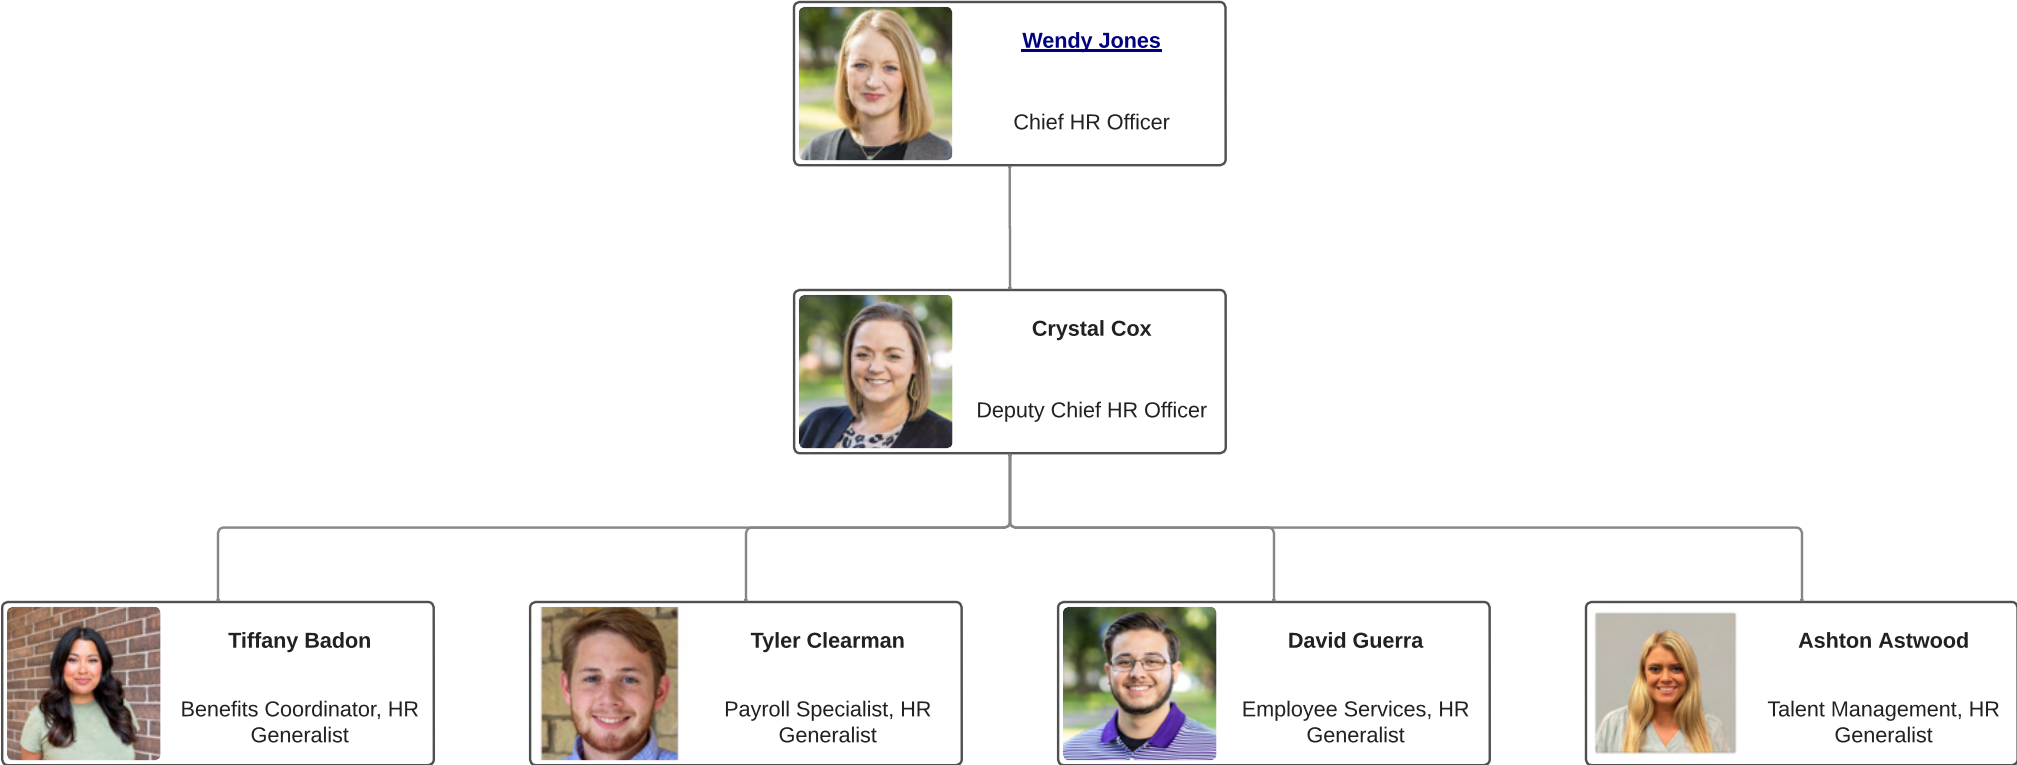 Wendy Jones
Chief HR Officer
Crystal Cox
Deputy Chief HR Officer
Tiffany Badon
Benefits Coordinator, HR
Generalist
Tyler Clearman
Payroll Specialist, HR
Generalist
David Guerra
Employee Services, HR
Generalist
Ashton Astwood
Talent Management, HR
Generalist